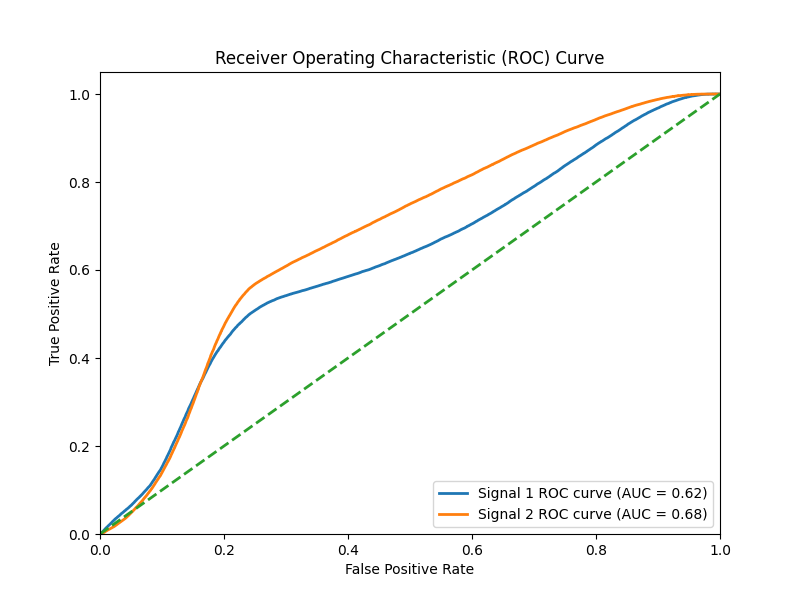 Receiver Operating Characteristic (ROC) Curve
True Positive Rate
1.0
0.8
0.6
0.4
0.2
0.0
Signal 1 ROC curve (AUC = 0.62)
Signal 2 ROC curve (AUC = 0.68)
0.0 0.2 0.4 0.6 0.8 1.0
False Positive Rate